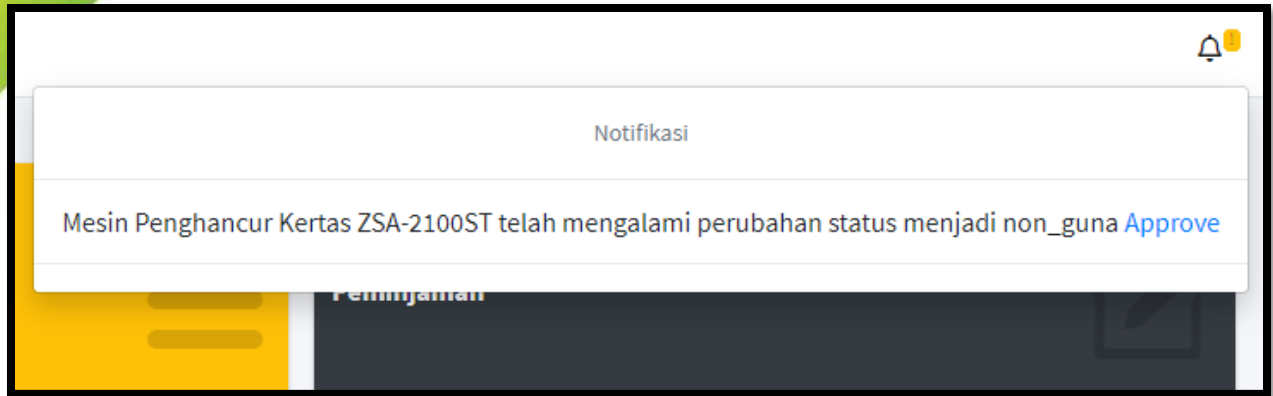 Notifikasi
Mesin Penghancur Kertas ZSA-2100ST telah mengalami perubahan status menjadi non_guna Approve
Peminjaman